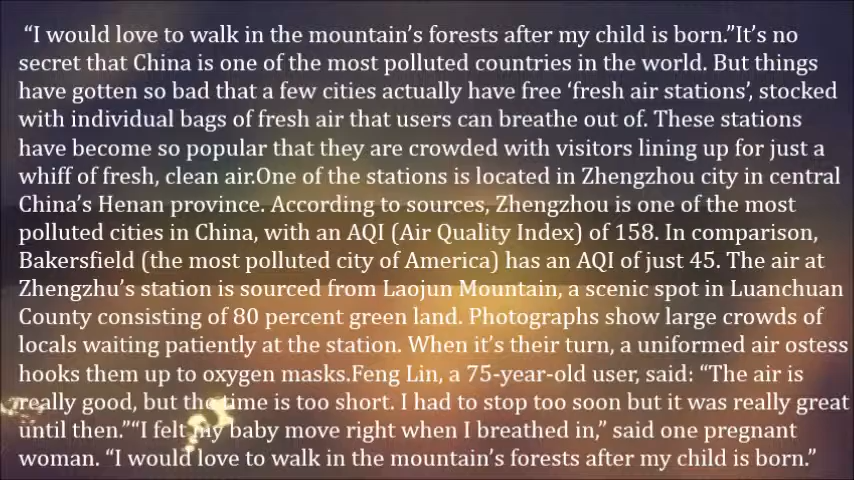 “I would love to walk in the mountain’s forests after my child is born.”It’s no
secret that China is one of the most polluted countries in the world. But things
have gotten so bad that a few cities actually have free ‘fresh air stations’, stocked
with individual bags of fresh air that users can breathe out of. These stations
have become so popular that they are crowded with visitors lining up for just a
whiff of fresh, clean air.One of the stations is located in Zhengzhou city in central
China’s Henan province. According to sources, Zhengzhou is one of the most
polluted cities in China, with an AQI (Air Quality Index) of 158. In comparison,
Bakersfield (the most polluted city of America) has an AQI of just 45. The air at
Zhengzhu’s station is sourced from Laojun Mountain, a scenic spot in Luanchuan
County consisting of 80 percent green land. Photographs show large crowds of
locals waiting patiently at the station. When it’s their turn, a uniformed air ostess
hooks them up to oxygen masks.Feng Lin, a 75-year-old user, said: “The air is
really good, but the time is too short. I had to stop too soon but it was really great
until then.”“I felt my baby move right when I breathed in,” said one pregnant
woman. “I would love to walk in the mountain’s forests after my child is born.”